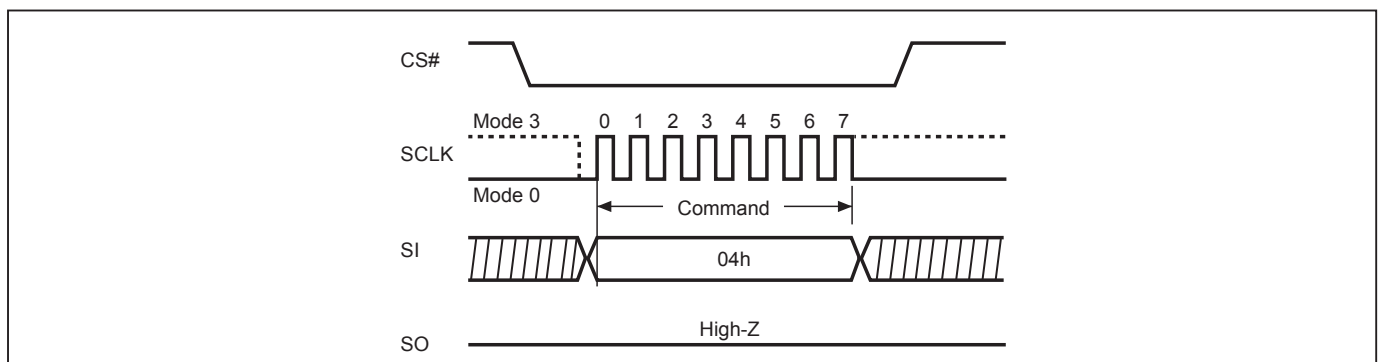 CS#
Mode 3 0 1 2 3 4 5 6 7
SCLK
Mode 0
Command
SI
04h
High-Z
SO